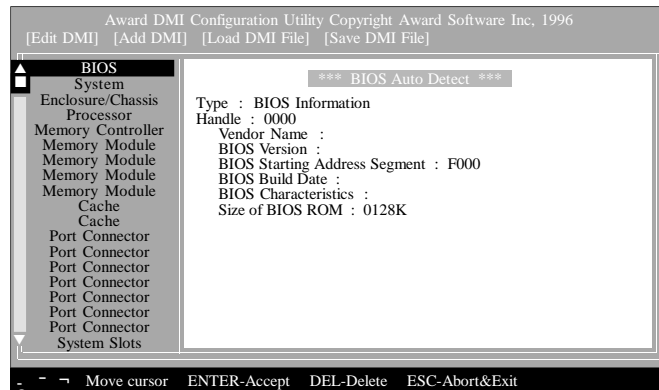 Award DMI Configuration Utility Copyright Award Software Inc, 1996
[Edit DMI] [Add DMI] [Load DMI File] [Save DMI File]
BIOS
System
Enclosure/Chassis
Processor
Memory Controller
Memory Module
Memory Module
Memory Module
Memory Module
Cache
Cache
Port Connector
Port Connector
Port Connector
Port Connector
Port Connector
Port Connector
Port Connector
System Slots
*** BIOS Auto Detect ***
Type : BIOS Information
Handle : 0000
Vendor Name :
BIOS Version :
BIOS Starting Address Segment : F000
BIOS Build Date :
BIOS Characteristics :
Size of BIOS ROM : 0128K
Move cursor ENTER-Accept DEL-Delete ESC-Abort&Exit